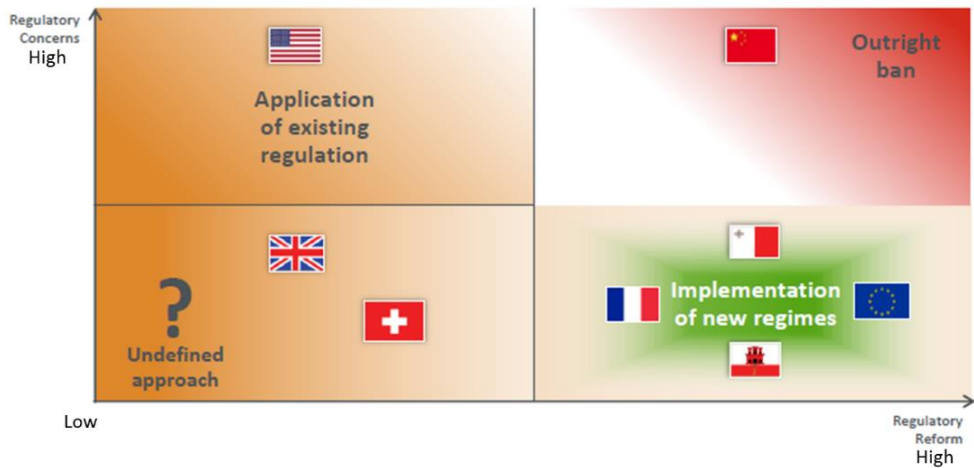 Regulatory
Concerns
High
Outright
ban
Application
of existing
regulation
?
Undefined
approach
Implementation
of new regimes
Low
Regulatory
Reform
High